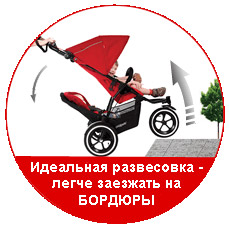 Идеальная развесовка -
легче заезжать на
БОРДЮРЫ